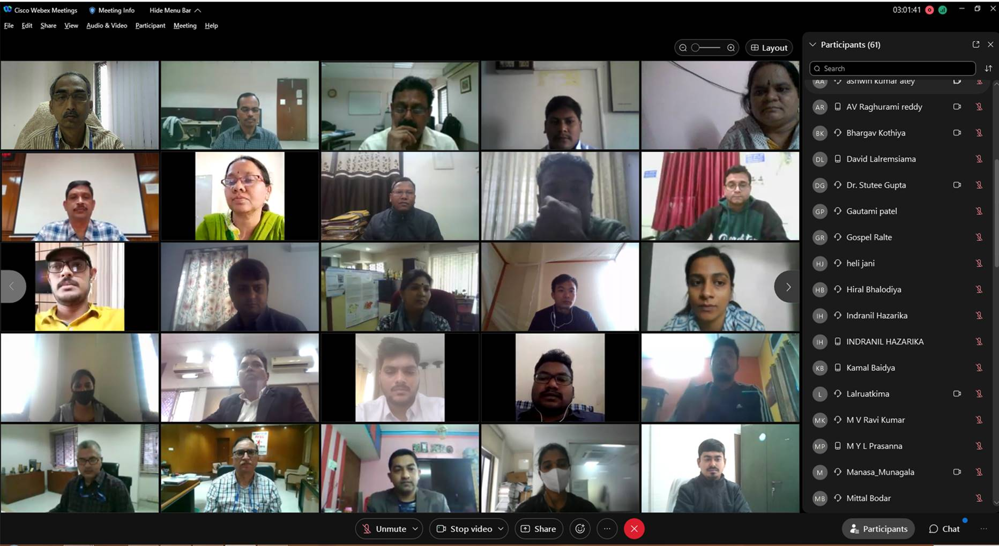 Cisco Webex Meetings Meeting Info Hide Menu Bar 03:01:41
File Edit Share View Audio & Video Participant Meeting Help
Layout
Participants (61)
Search
AA ashwin kumar atey
AR AV Raghurami reddy
BK Bhargav Kothiya
DL David Lalremsiama
DG Dr. Stutee Gupta
GP Gautami patel
GR Gospel Ralte
HJ heli jani
HB Hiral Bhalodiya
IH Indranil Hazarika
IH INDRANIL HAZARIKA
KB Kamal Baidya
L Lalruatkima
MK M V Ravi Kumar
MP M Y L Prasanna
M Manasa_Munagala
MB Mittal Bodar
Unmute Stop video Share Participants Chat